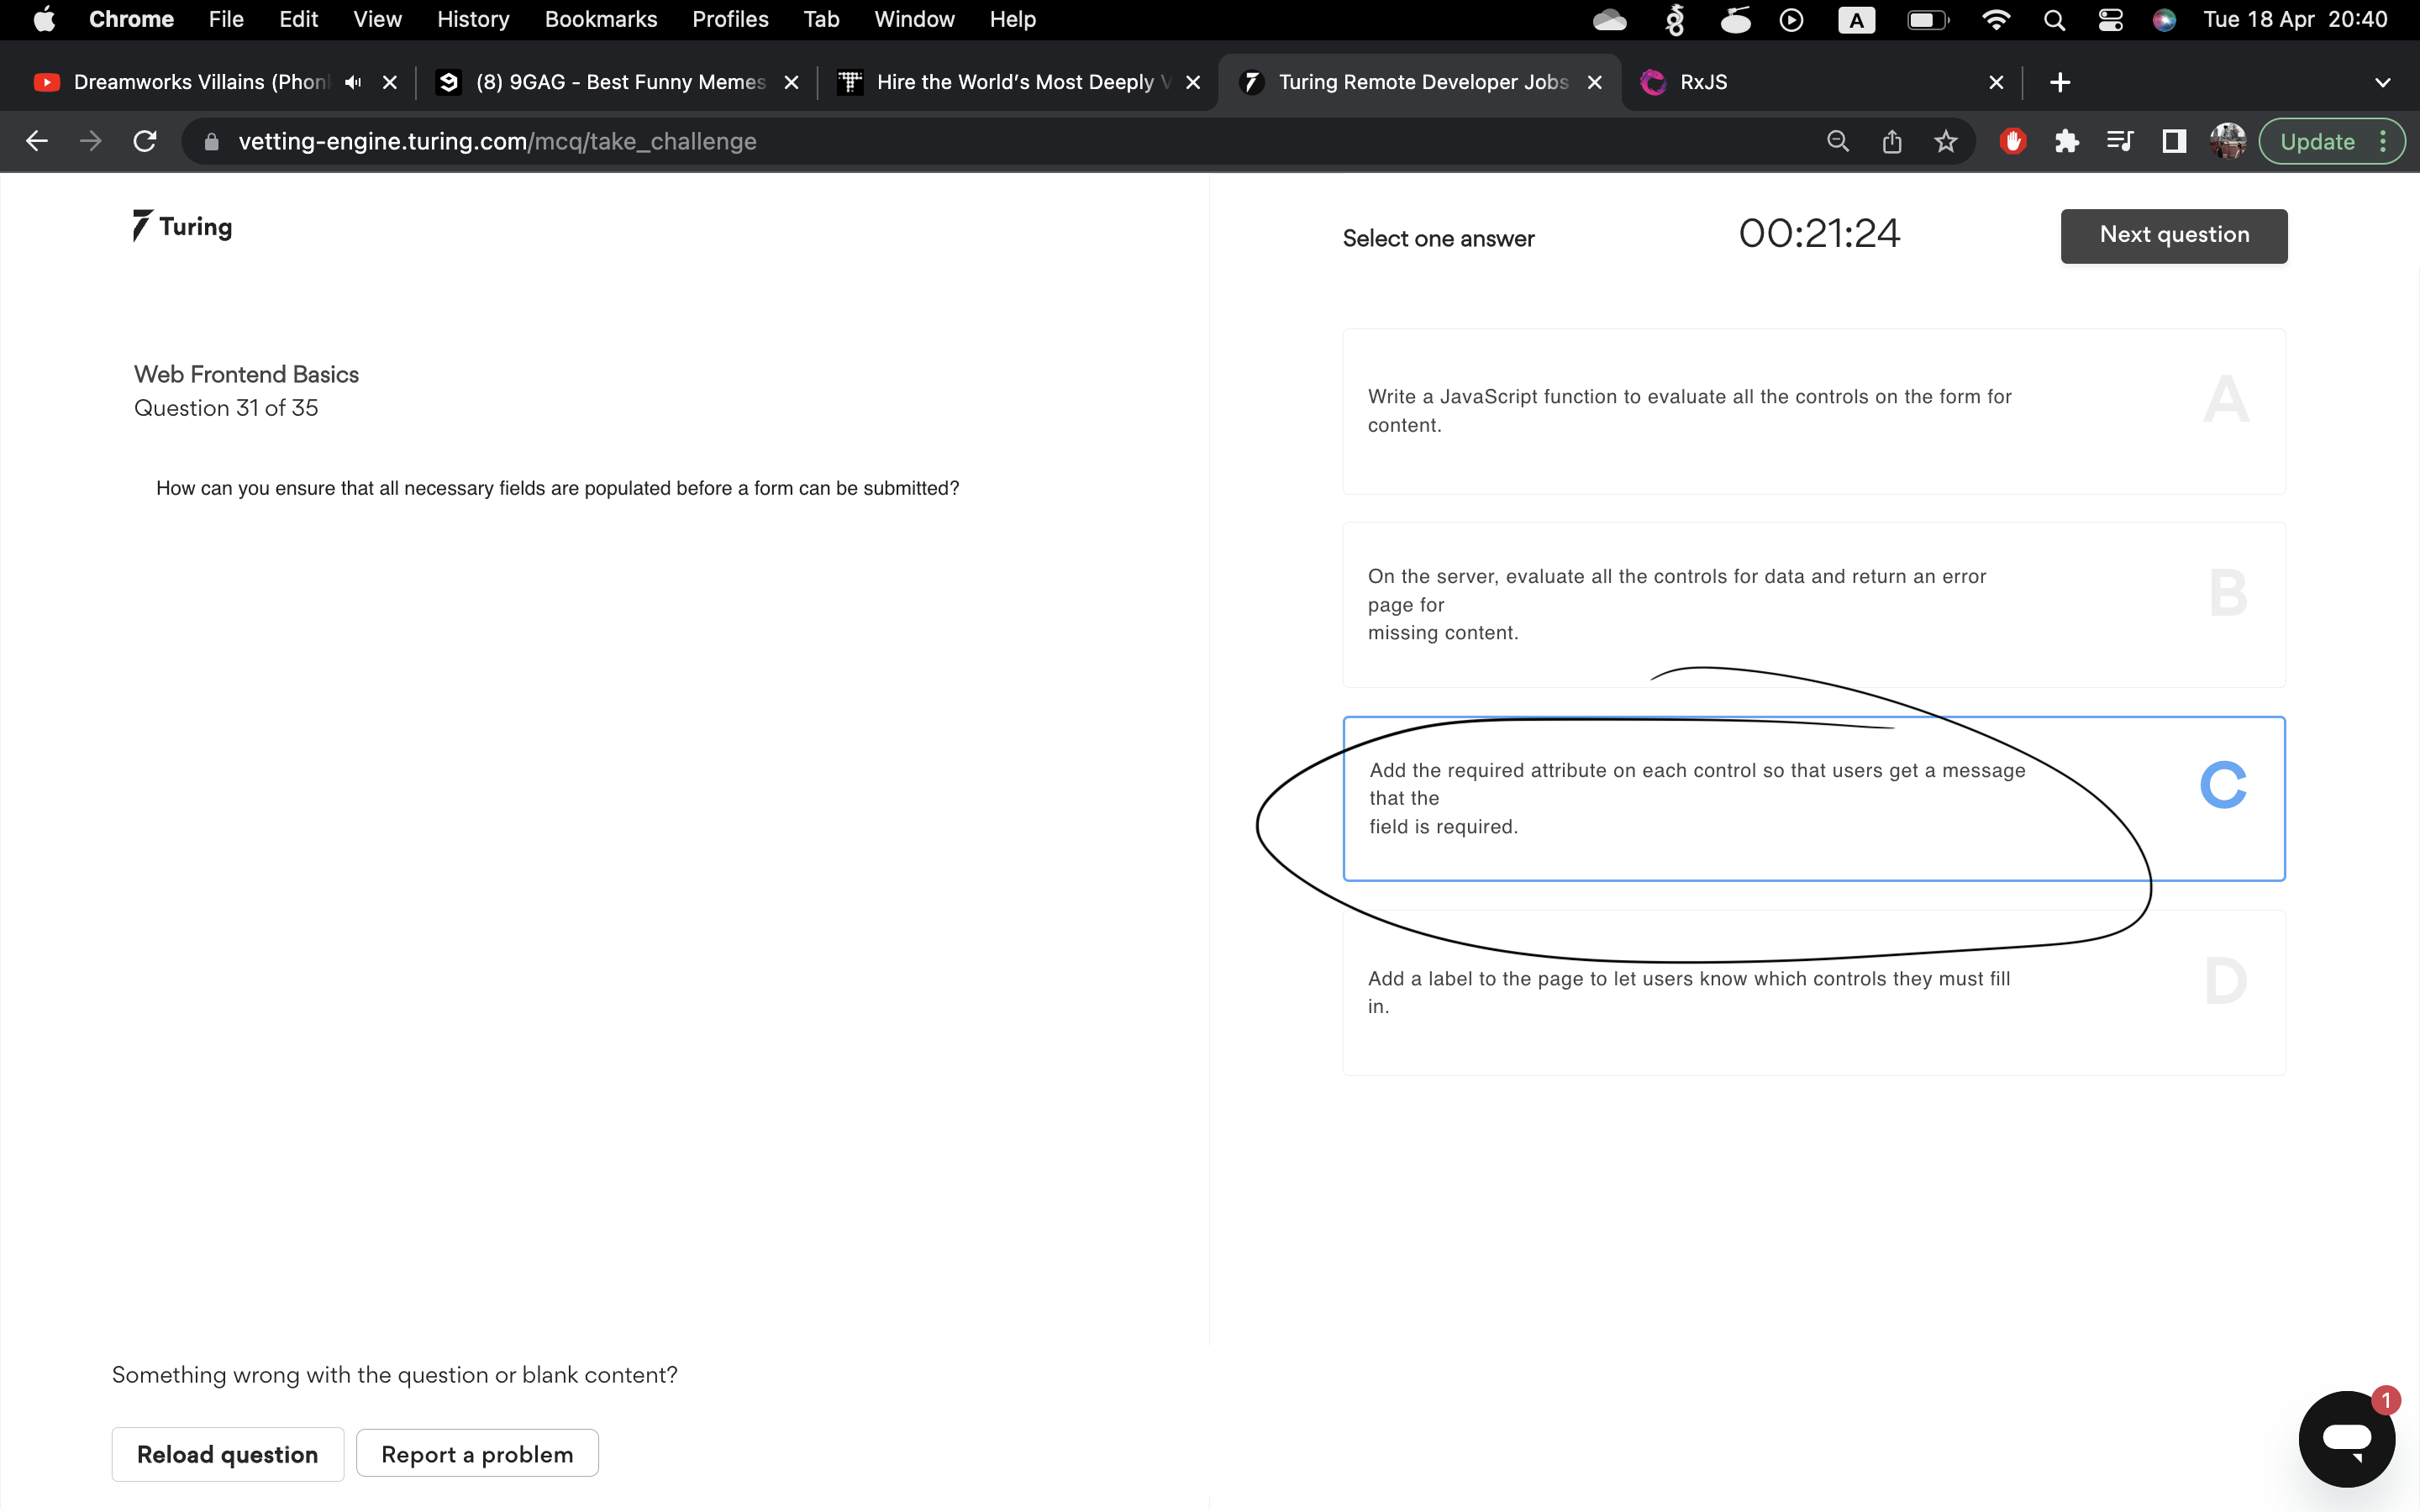 Chrome File Edit View History Bookmarks Profiles Tab Window Help A Tue 18 Apr 20:40
Dreamworks Villains (Phon (8) 9GAG - Best Funny Memes Hire the World's Most Deeply V Turing Remote Developer Jobs RxJS
vetting-engine.turing.com/mcq/take_challenge Update
Turing
Select one answer
00:21:24
Next question
Web Frontend Basics
Question 31 of 35
How can you ensure that all necessary fields are populated before a form can be submitted?
Write a JavaScript function to evaluate all the controls on the form for
content.
A
On the server, evaluate all the controls for data and return an error
page for
missing content.
B
Add the required attribute on each control so that users get a message
that the
field is required.
C
Add a label to the page to let users know which controls they must fill
in.
D
Something wrong with the question or blank content?
Reload question
Report a problem
1